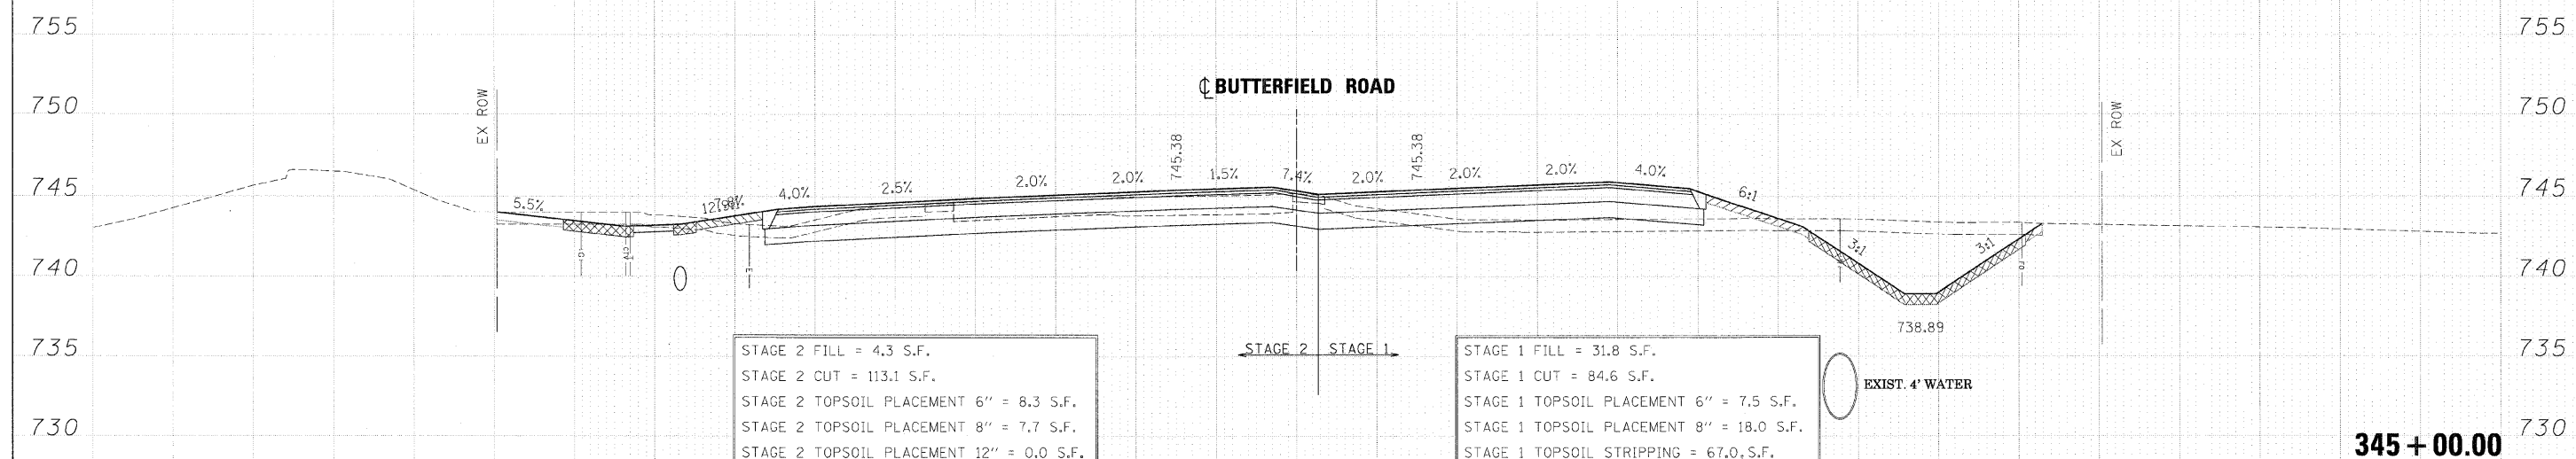 755 755
℄ BUTTERFIELD ROAD
750 EX ROW EX ROW 750
745.38 745.38
745 5.5% 4.0% 2.5% 2.0% 2.0% 1.5% 7.4% 2.0% 2.0% 2.0% 4.0% 6:1 745
740 3:1 3:1 740
738.89
735 STAGE 2 STAGE 1 735
STAGE 2 FILL = 4.3 S.F.
STAGE 2 CUT = 113.1 S.F.
STAGE 2 TOPSOIL PLACEMENT 6" = 8.3 S.F.
STAGE 2 TOPSOIL PLACEMENT 8" = 7.7 S.F.
STAGE 2 TOPSOIL PLACEMENT 12" = 0.0 S.F.
STAGE 1 FILL = 31.8 S.F.
STAGE 1 CUT = 84.6 S.F.
STAGE 1 TOPSOIL PLACEMENT 6" = 7.5 S.F.
STAGE 1 TOPSOIL PLACEMENT 8" = 18.0 S.F.
STAGE 1 TOPSOIL STRIPPING = 67.0 S.F.
EXIST. 4' WATER
730 730
345+00.00